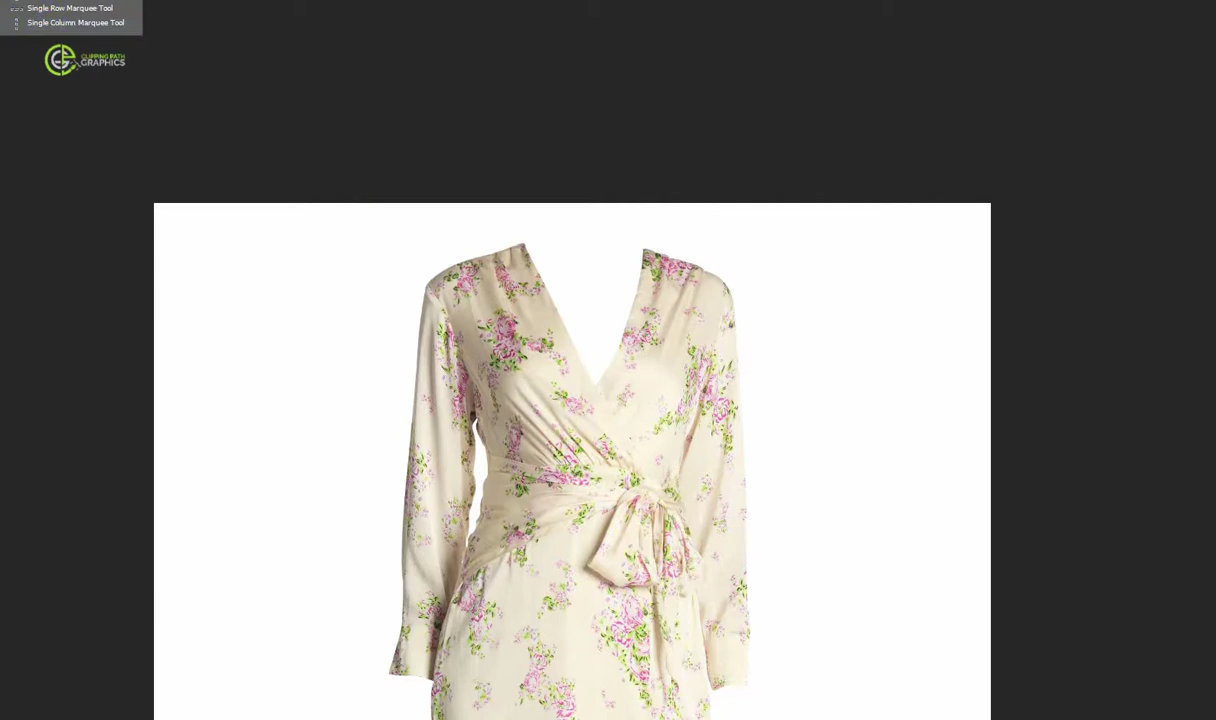 Single Row Marquee Tool
Single Column Marquee Tool
CLIPPING PATH
GRAPHICS